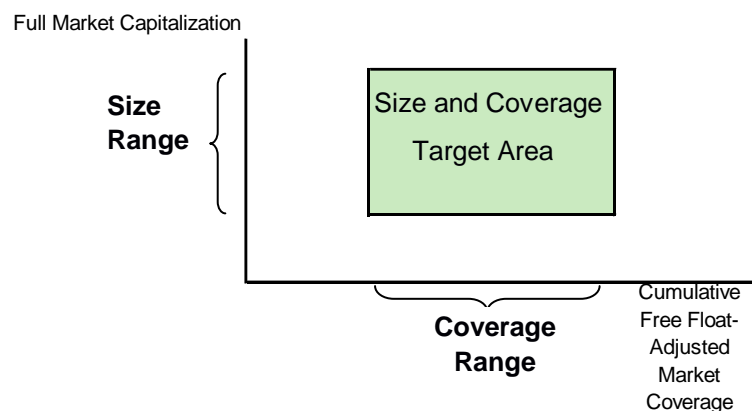 Full Market Capitalization
Size
Range
Size and Coverage
Target Area
Coverage
Range
Cumulative
Free Float-
Adjusted
Market
Coverage